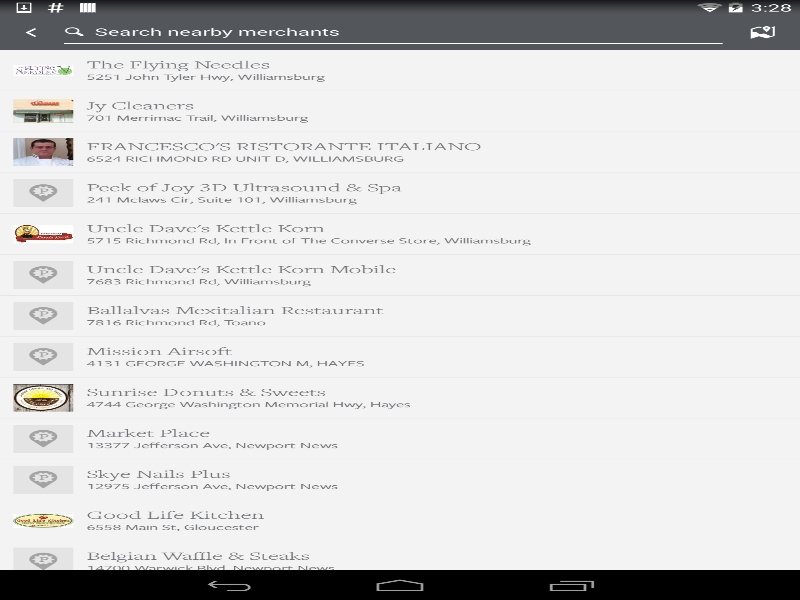 3:28
Search nearby merchants
The Flying Needles
5251 John Tyler Hwy, Williamsburg
Jy Cleaners
701 Merrimac Trail, Williamsburg
FRANCESCO'S RISTORANTE ITALIANO
6524 RICHMOND RD UNIT D, WILLIAMSBURG
Peek of Joy 3D Ultrasound & Spa
241 Mclaws Cir, Suite 101, Williamsburg
Uncle Dave's Kettle Korn
5715 Richmond Rd, In Front of The Converse Store, Williamsburg
Uncle Dave's Kettle Korn Mobile
7683 Richmond Rd, Williamsburg
Ballalvas Mexitalian Restaurant
7816 Richmond Rd, Toano
Mission Airsoft
4131 GEORGE WASHINGTON M, HAYES
Sunrise Donuts & Sweets
4744 George Washington Memorial Hwy, Hayes
Market Place
13377 Jefferson Ave, Newport News
Skye Nails Plus
12975 Jefferson Ave, Newport News
Good Life Kitchen
6558 Main St, Gloucester
Belgian Waffle & Steaks
14700 Warwick Blvd, Newport News